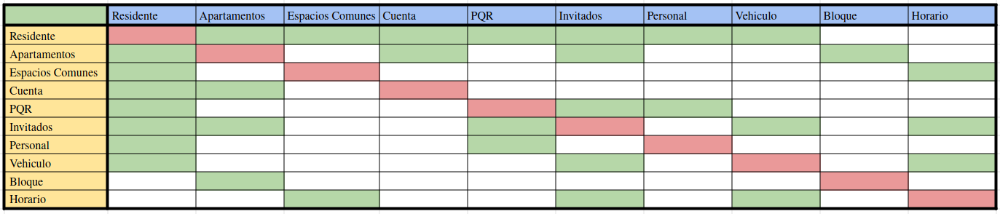 Residente Apartamentos Espacios Comunes Cuenta PQR Invitados Personal Vehiculo Bloque Horario
Residente
Apartamentos
Espacios Comunes
Cuenta
PQR
Invitados
Personal
Vehiculo
Bloque
Horario